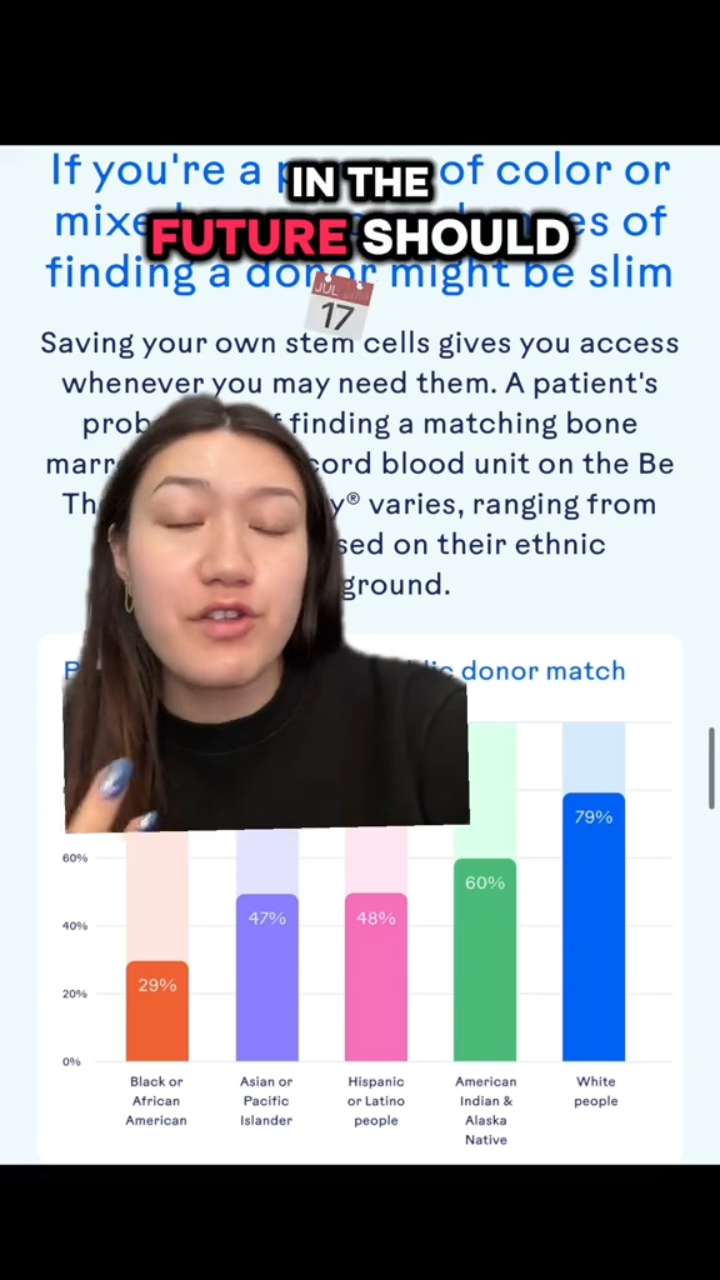 If you're a p of color or
IN THE
mixe es of
FUTURE SHOULD
finding a donor might be slim
JUL
17
Saving your own stem cells gives you access
whenever you may need them. A patient's
prob finding a matching bone
marr cord blood unit on the Be
Th y® varies, ranging from
sed on their ethnic
ground.
P lic donor match
79%
60%
60%
47%
48%
40%
29%
20%
0%
Black or
African
American
Asian or
Pacific
Islander
Hispanic
or Latino
people
American
Indian &
Alaska
Native
White
people